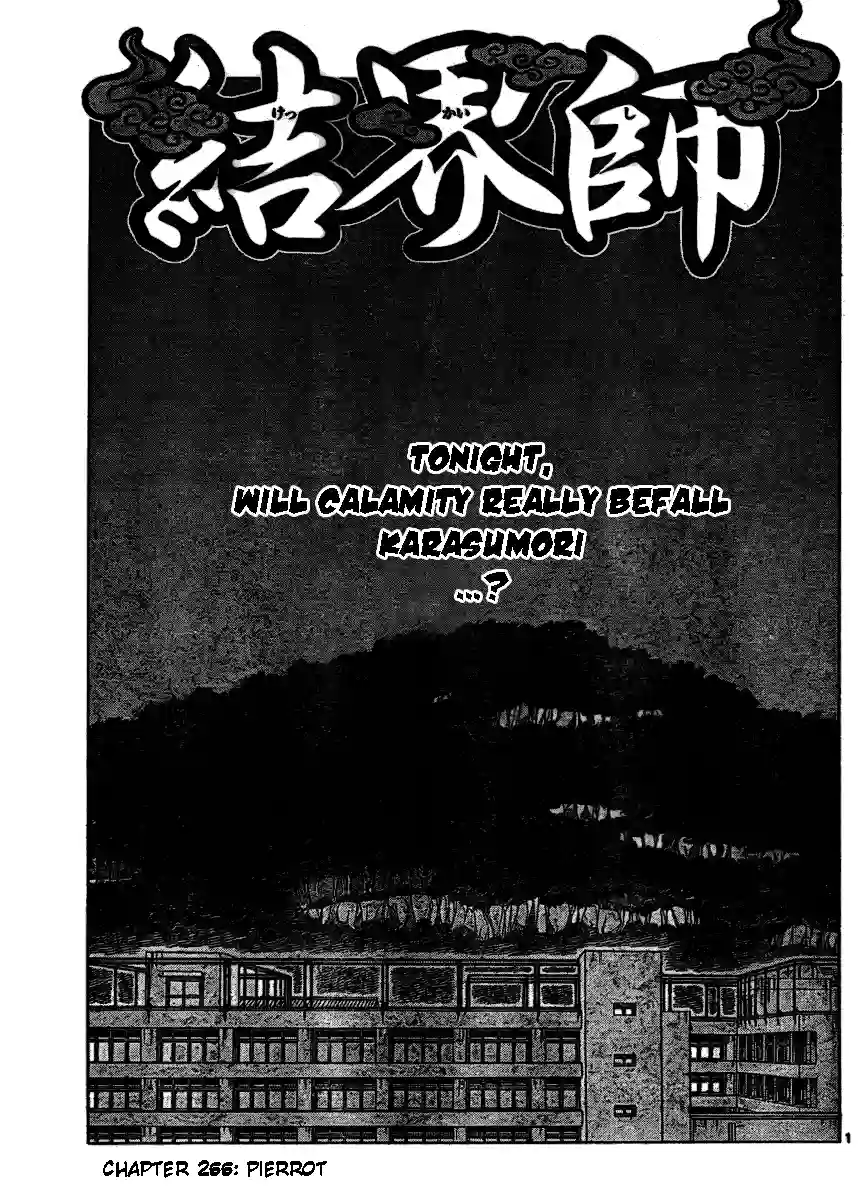 結界師
けっ かい し
TONIGHT,
WILL CALAMITY REALLY BEFALL
KARASUMORI
...?
1
CHAPTER 266: PIERROT